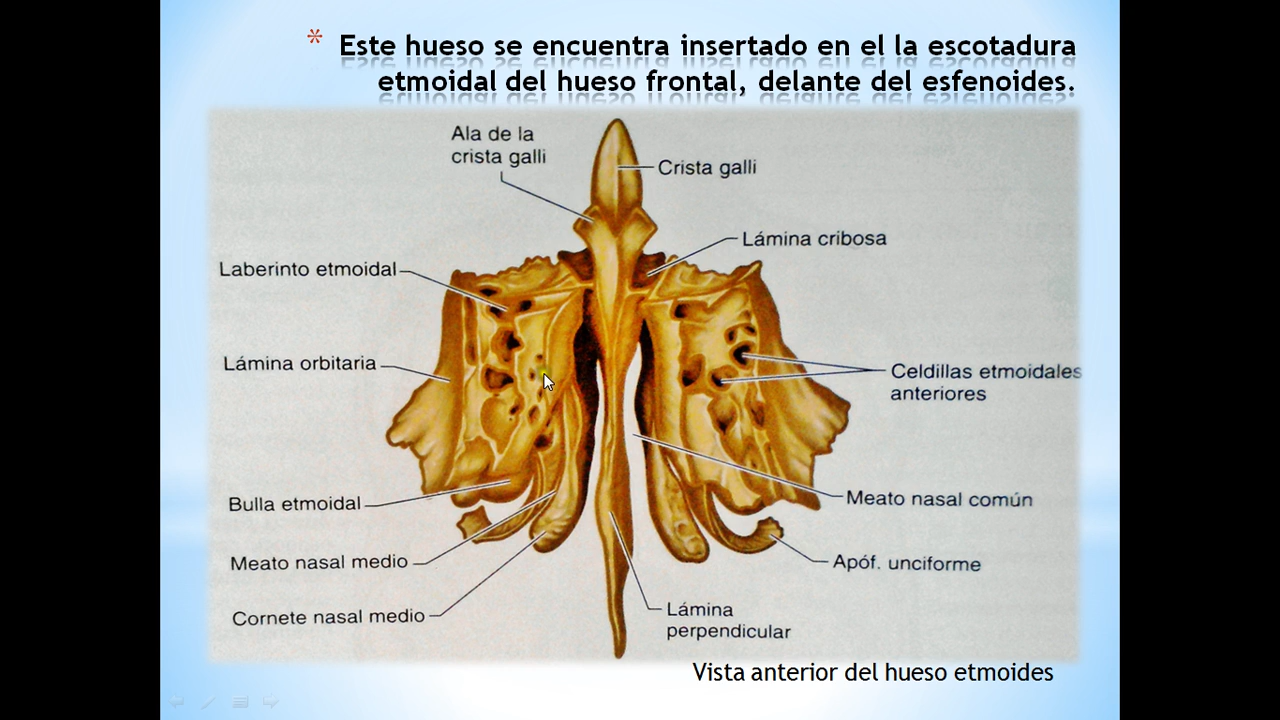 * Este hueso se encuentra insertado en el la escotadura
etmoidal del hueso frontal, delante del esfenoides.
Ala de la
crista galli
Crista galli
Lámina cribosa
Laberinto etmoidal
Lámina orbitaria
Celdillas etmoidales
anteriores
Bulla etmoidal
Meato nasal común
Meato nasal medio
Apóf. unciforme
Cornete nasal medio
Lámina
perpendicular
Vista anterior del hueso etmoides